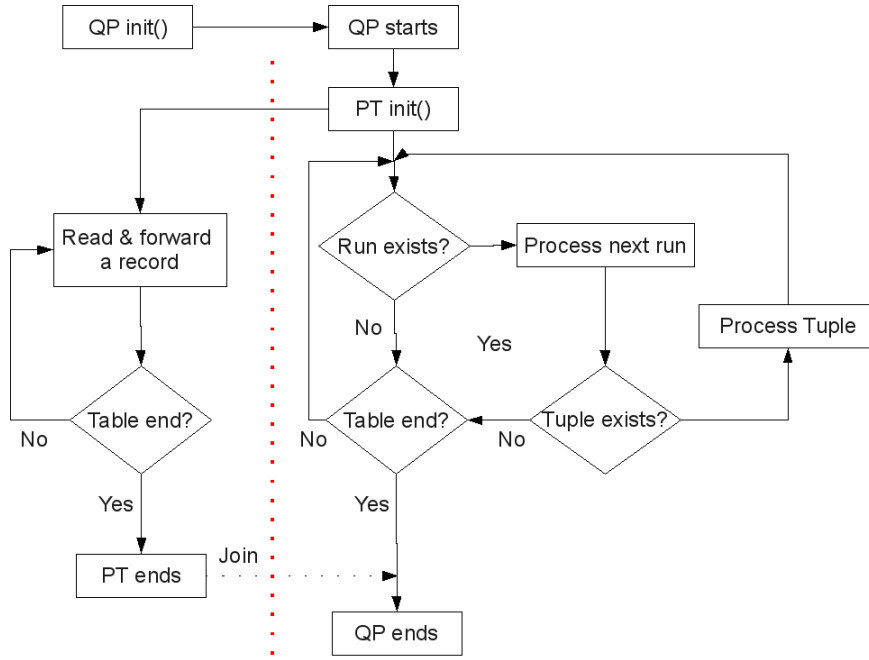 QP init()
QP starts
PT init()
Read & forward
a record
Run exists?
Process next run
Process Tuple
No
Yes
Table end?
Table end?
Tuple exists?
No
No
No
Yes
Yes
Join
PT ends
QP ends